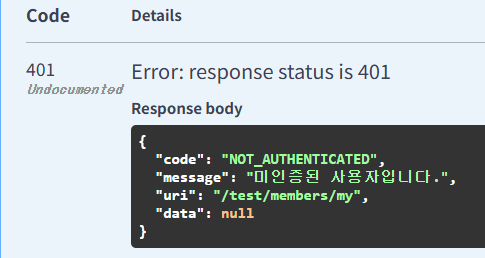 Code Details
401 Error: response status is 401
Undocumented
Response body
{
"code": "NOT_AUTHENTICATED",
"message": "미인증된 사용자입니다.",
"uri": "/test/members/my",
"data": null
}